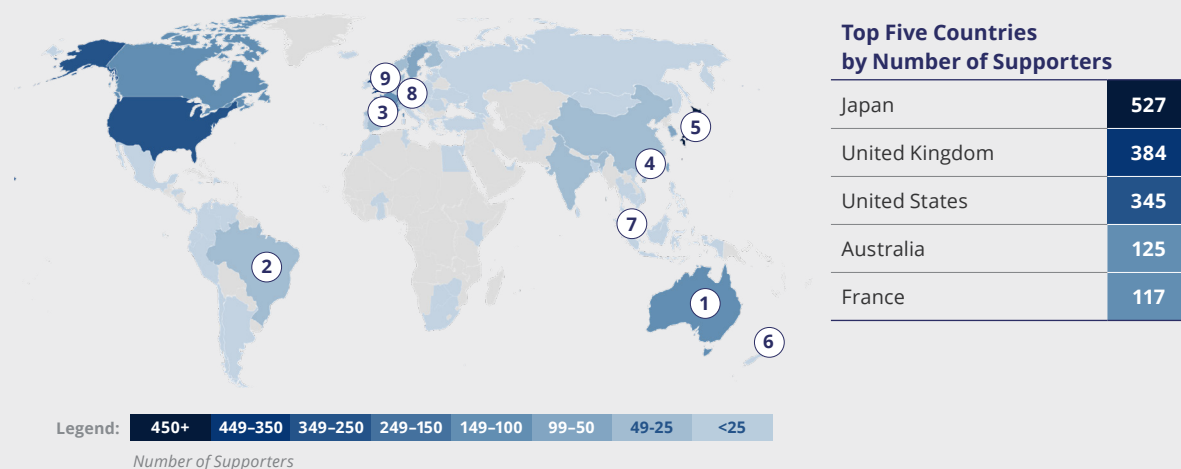 Top Five Countries
by Number of Supporters
Japan 527
United Kingdom 384
United States 345
Australia 125
France 117
9
8
3
5
4
7
2
1
6
Legend: 450+ 449–350 349–250 249–150 149–100 99–50 49-25 <25
Number of Supporters